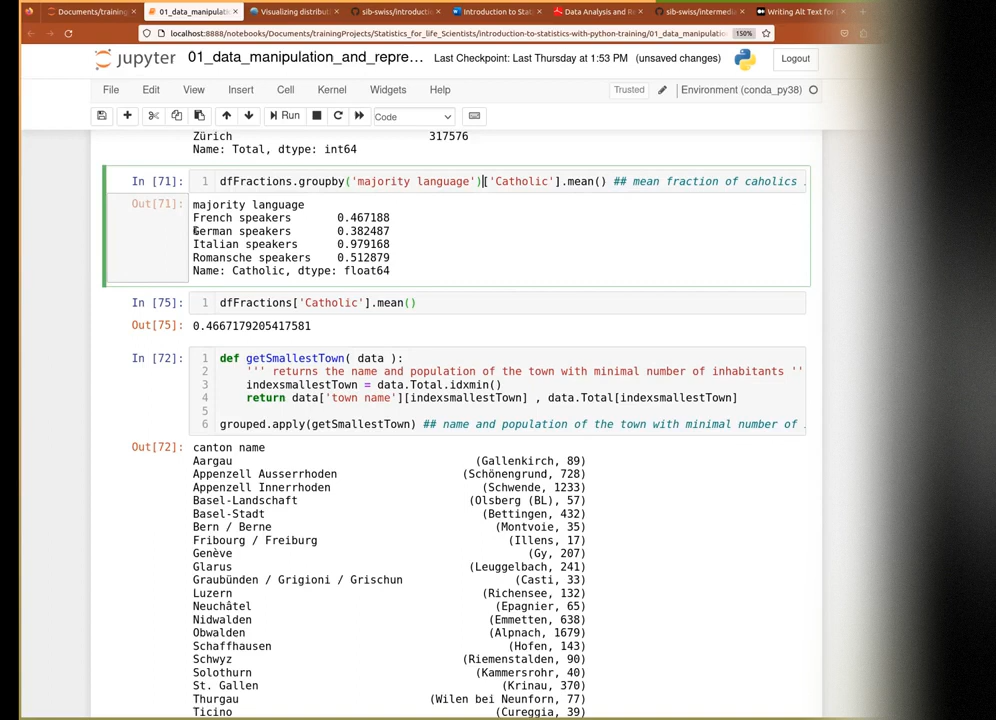 Documents/training
01_data_manipulati
Visualizing distribut
sib-swiss/introductio
Introduction to Stat
Data Analysis and Re
sib-swiss/intermedia
Writing Alt Text for
localhost:8888/notebooks/Documents/trainingProjects/Statistics_for_life_Scientists/introduction-to-statistics-with-python-training/01_data_manipulatio
150%
jupyter 01_data_manipulation_and_repre... Last Checkpoint: Last Thursday at 1:53 PM (unsaved changes) Logout
File Edit View Insert Cell Kernel Widgets Help Trusted Environment (conda_py38)
Run Code
Zürich 317576
Name: Total, dtype: int64
In [71]: 1 dfFractions.groupby('majority language')['Catholic'].mean() ## mean fraction of caholics
Out[71]: majority language
French speakers 0.467188
German speakers 0.382487
Italian speakers 0.979168
Romansche speakers 0.512879
Name: Catholic, dtype: float64
In [75]: 1 dfFractions['Catholic'].mean()
Out[75]: 0.4667179205417581
In [72]: 1 def getSmallestTown( data ):
2 ''' returns the name and population of the town with minimal number of inhabitants ''
3 indexsmallestTown = data.Total.idxmin()
4 return data['town name'][indexsmallestTown] , data.Total[indexsmallestTown]
5
6 grouped.apply(getSmallestTown) ## name and population of the town with minimal number of
Out[72]: canton name
Aargau (Gallenkirch, 89)
Appenzell Ausserrhoden (Schönengrund, 728)
Appenzell Innerrhoden (Schwende, 1233)
Basel-Landschaft (Olsberg (BL), 57)
Basel-Stadt (Bettingen, 432)
Bern / Berne (Montvoie, 35)
Fribourg / Freiburg (Illens, 17)
Genève (Gy, 207)
Glarus (Leuggelbach, 241)
Graubünden / Grigioni / Grischun (Casti, 33)
Luzern (Richensee, 132)
Neuchâtel (Epagnier, 65)
Nidwalden (Emmetten, 638)
Obwalden (Alpnach, 1679)
Schaffhausen (Hofen, 143)
Schwyz (Riemenstalden, 90)
Solothurn (Kammersrohr, 40)
St. Gallen (Krinau, 370)
Thurgau (Wilen bei Neunforn, 77)
Ticino (Cureggia, 39)